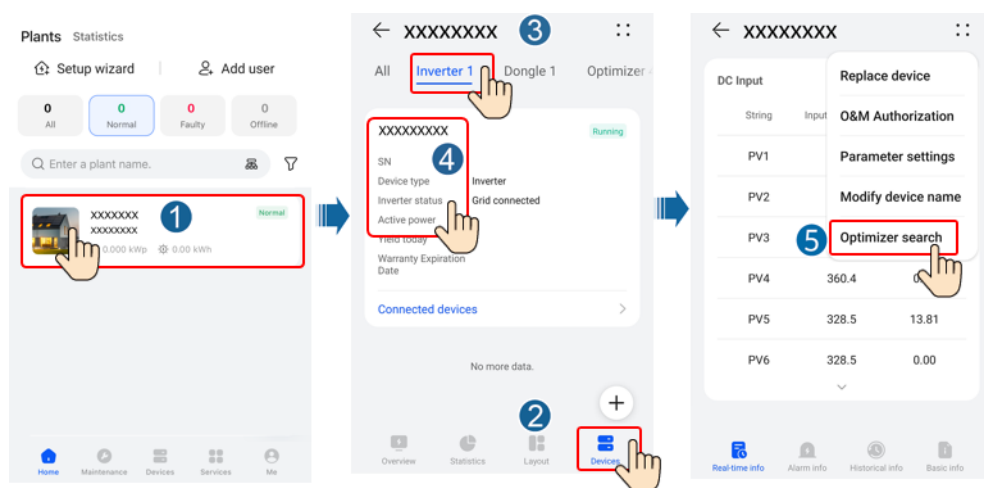 Plants Statistics
Setup wizard Add user
0 0 0 0
All Normal Faulty Offline
Enter a plant name.
XXXXXXX Normal
XXXXXXXX
0.000 kWp 0.00 kWh
1
Home Maintenance Devices Services Me
XXXXXXXX
3
All Inverter 1 Dongle 1 Optimizer
XXXXXXXXX Running
SN
4
Device type Inverter
Inverter status Grid connected
Active power
Yield today
Warranty Expiration
Date
Connected devices
No more data.
+
2
Overview Statistics Layout Devices
XXXXXXX
DC Input
String Input
PV1
PV2
PV3
PV4 360.4
PV5 328.5 13.81
PV6 328.5 0.00
Replace device
O&M Authorization
Parameter settings
Modify device name
5
Optimizer search
Real-time info Alarm info Historical info Basic info